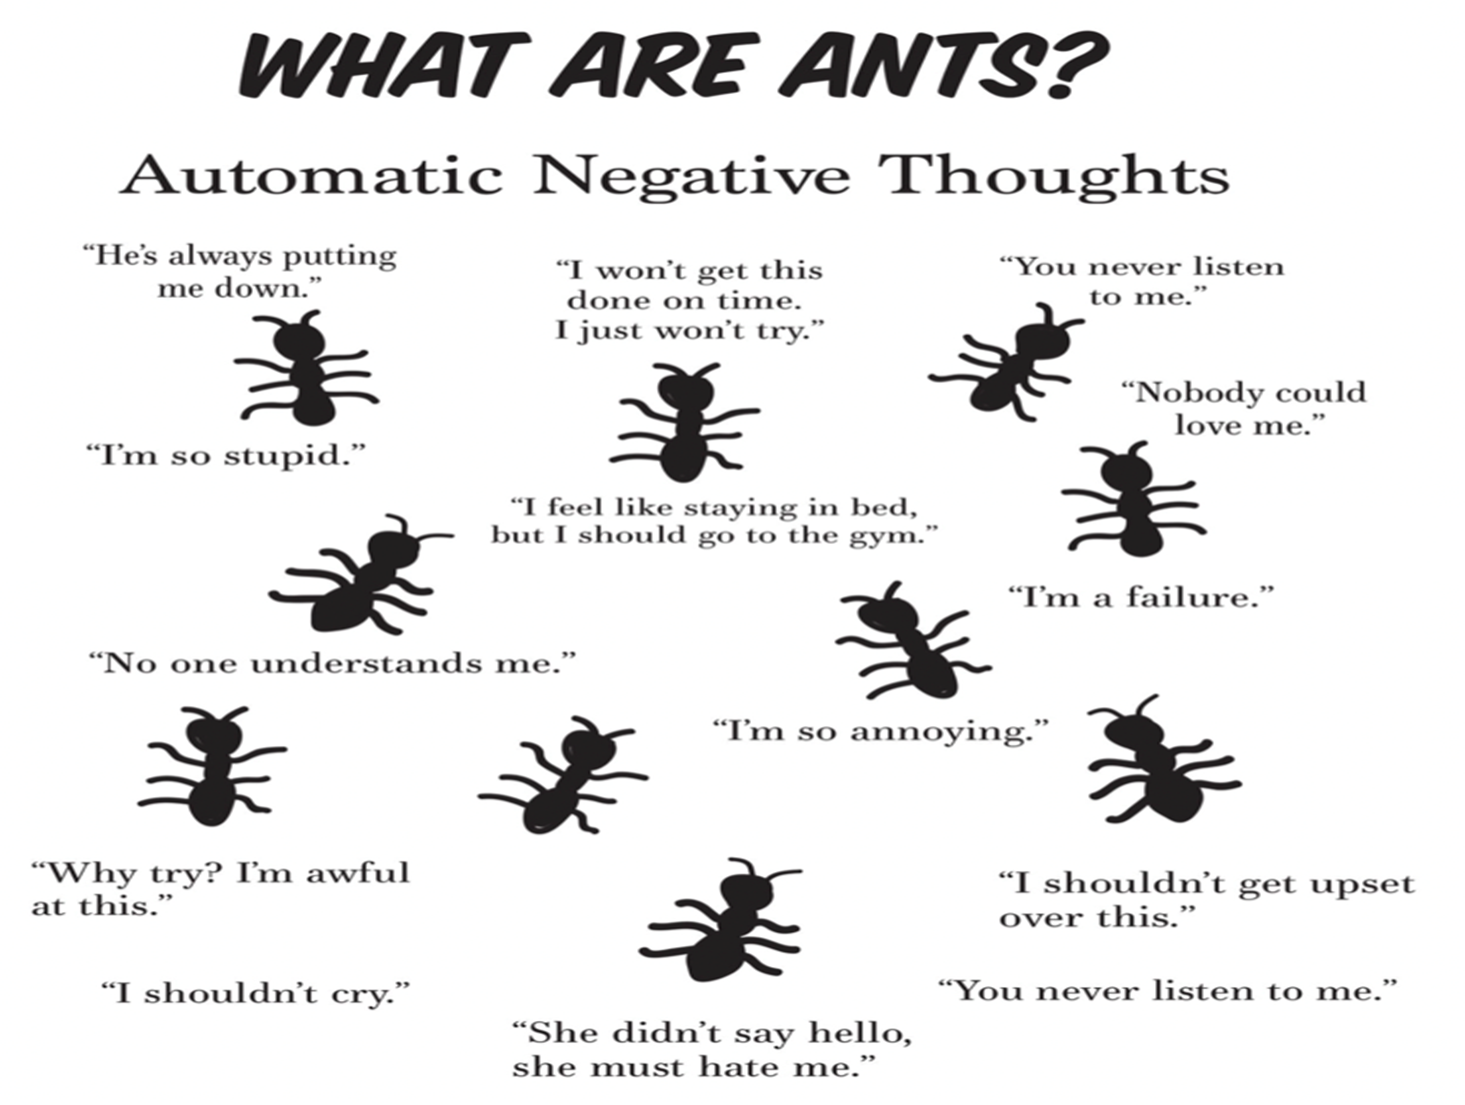 WHAT ARE ANTS?
Automatic Negative Thoughts
“He’s always putting
me down.”
“I won’t get this
done on time.
I just won’t try.”
“You never listen
to me.”
“Nobody could
love me.”
“I’m so stupid.”
“I feel like staying in bed,
but I should go to the gym.”
“I’m a failure.”
“No one understands me.”
“I’m so annoying.”
“Why try? I’m awful
at this.”
“I shouldn’t get upset
over this.”
“I shouldn’t cry.”
“You never listen to me.”
“She didn’t say hello,
she must hate me.”